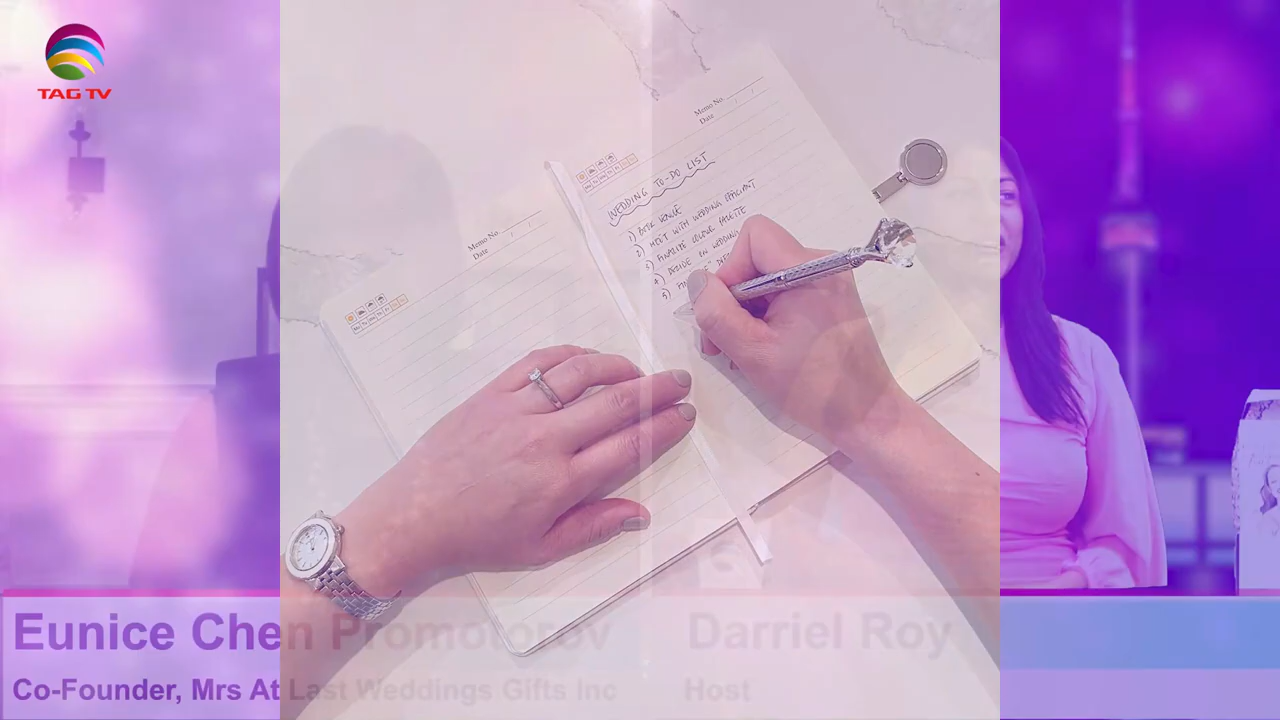 TAG TV
Memo No.
Date / /
WEDDING TO-DO LIST
1) BOOK VENUE
2) MEET WITH WEDDING
3) FINALIZE COLOUR PALETTE
4) DECIDE ON WEDDING
5)
Memo No.
Date / /
Eunice Chen Promotorov
Co-Founder, Mrs At Last Weddings Gifts Inc
Darriel Roy
Host